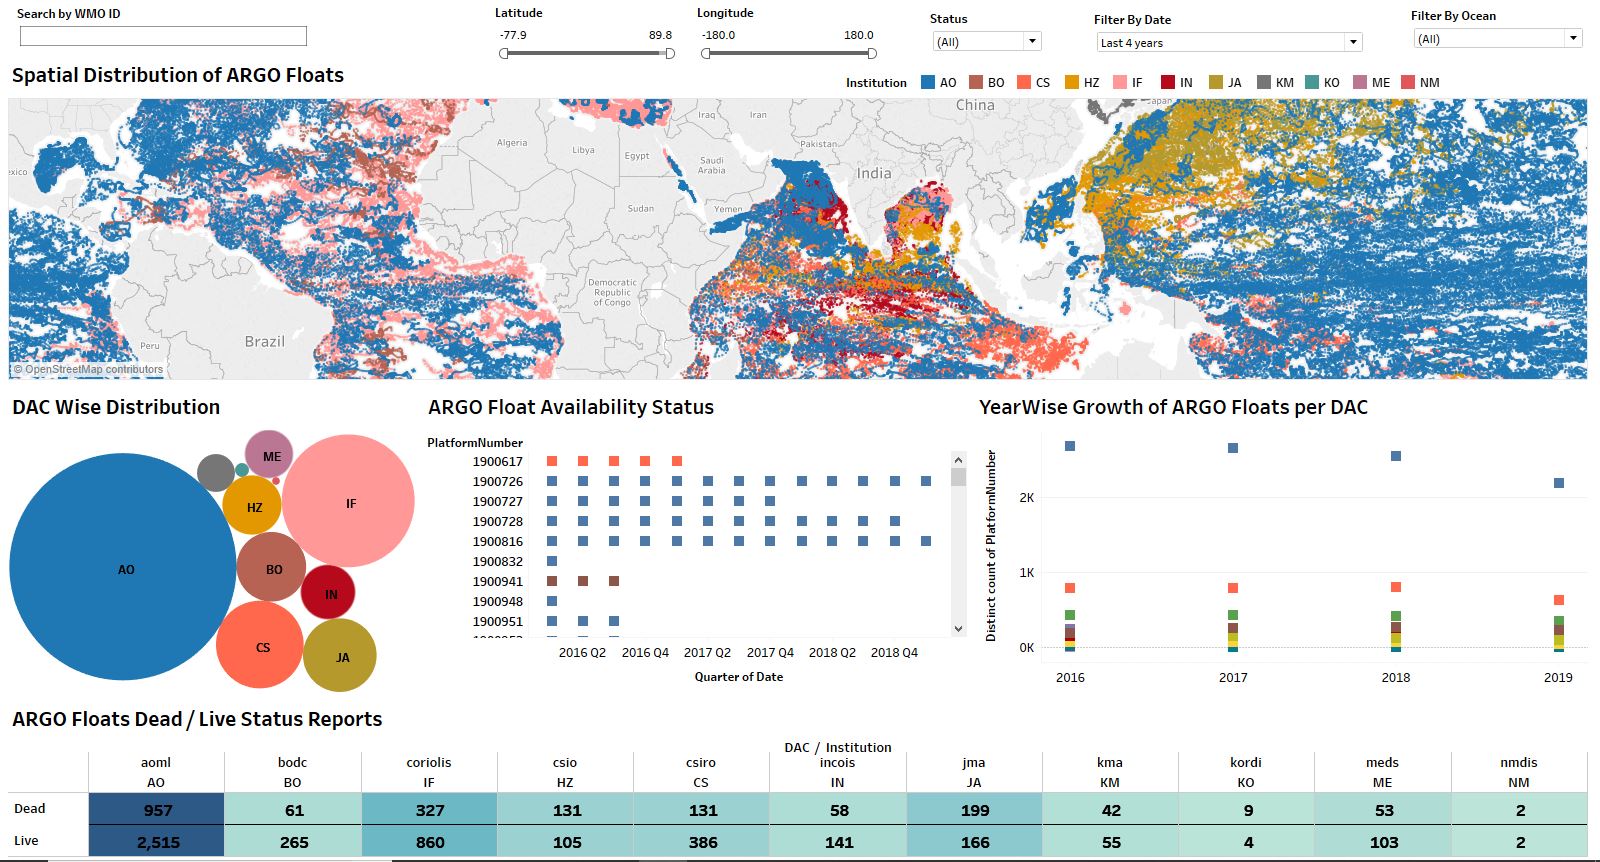 Search by WMO ID
Latitude
-77.9 89.8
Longitude
-180.0 180.0
Status
(All)
Filter By Date
Last 4 years
Filter By Ocean
(All)
Spatial Distribution of ARGO Floats
Institution AO BO CS HZ IF IN JA KM KO ME NM
China
Japan
Iraq Iran
Algeria Libya Egypt
Pakistan
Saudi
Arabia
India
exico
Sudan Yemen
Democratic
Republic
of Congo
Peru Brazil
© OpenStreetMap contributors
DAC Wise Distribution
ME
IF
HZ
AO
BO
IN
CS
JA
ARGO Float Availability Status
PlatformNumber
1900617
1900726
1900727
1900728
1900816
1900832
1900941
1900948
1900951
2016 Q2 2016 Q4 2017 Q2 2017 Q4 2018 Q2 2018 Q4
Quarter of Date
YearWise Growth of ARGO Floats per DAC
Distinct count of PlatformNumber
2K
1K
0K
2016 2017 2018 2019
ARGO Floats Dead / Live Status Reports
DAC / Institution
aoml bodc coriolis csio csiro incois jma kma kordi meds nmdis
AO BO IF HZ CS IN JA KM KO ME NM
Dead 957 61 327 131 131 58 199 42 9 53 2
Live 2,515 265 860 105 386 141 166 55 4 103 2